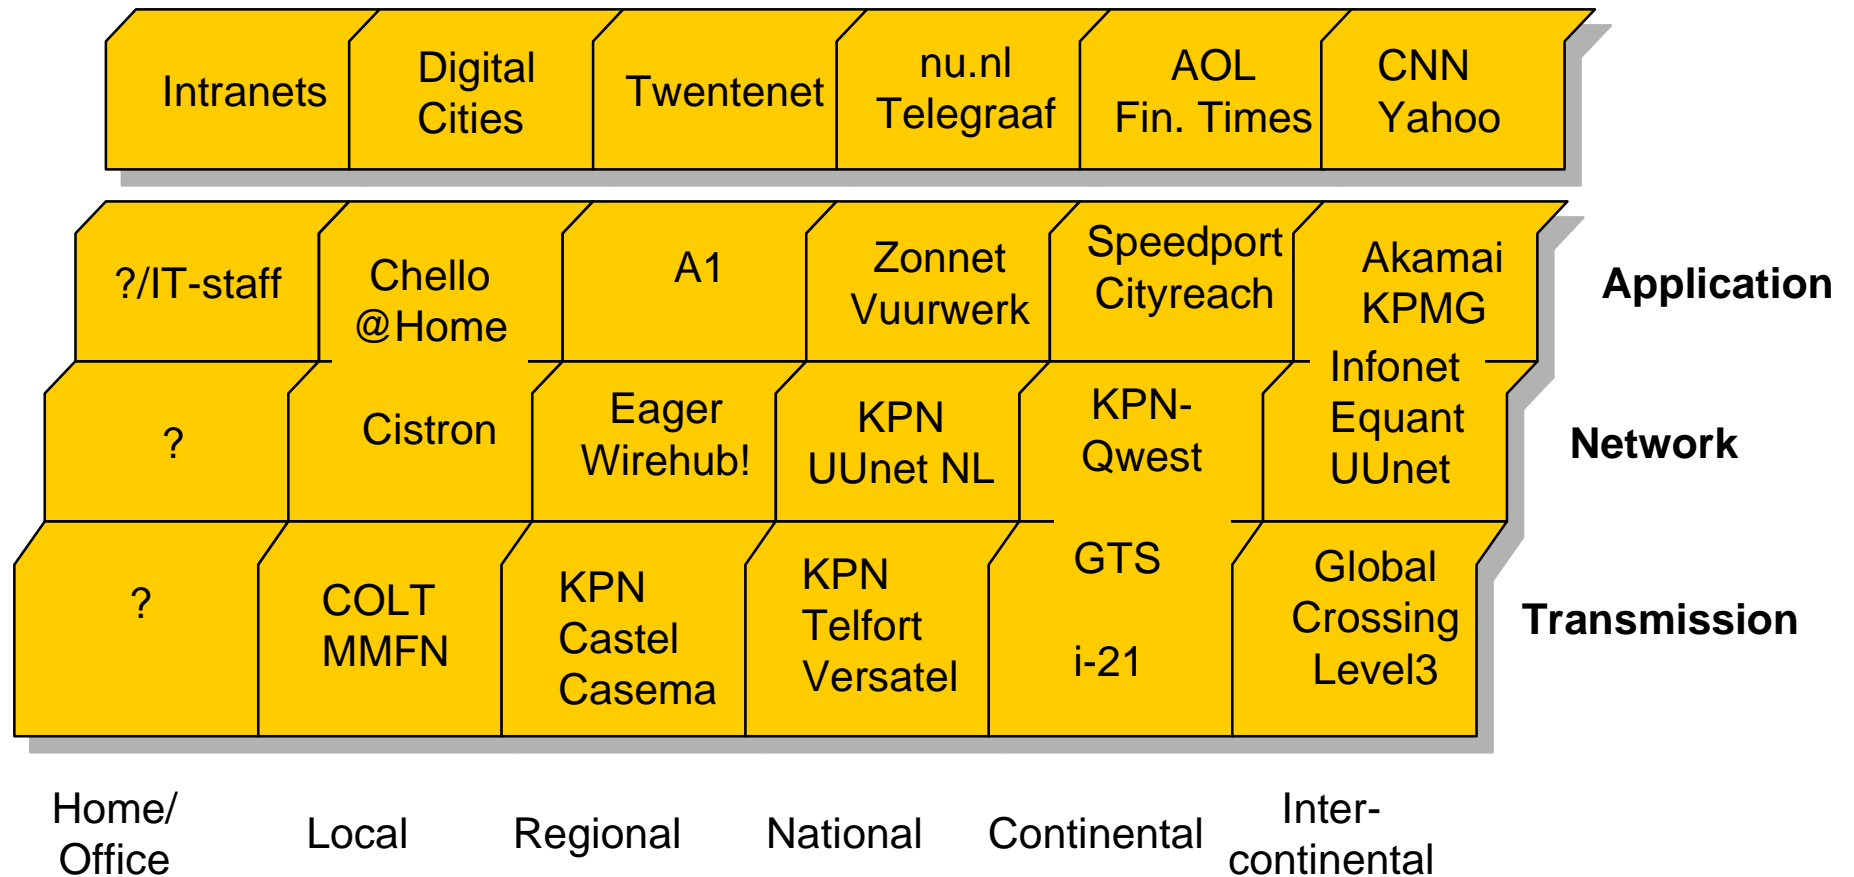 Intranets
Digital
Cities
Twentenet
nu.nl
Telegraaf
AOL
Fin. Times
CNN
Yahoo
?/IT-staff
Chello
@Home
A1
Zonnet
Vuurwerk
Speedport
Cityreach
Akamai
KPMG
Application
?
Cistron
Eager
Wirehub!
KPN
UUnet NL
KPN-
Qwest
Infonet
Equant
UUnet
Network
?
COLT
MMFN
KPN
Castel
Casema
KPN
Telfort
Versatel
GTS
i-21
Global
Crossing
Level3
Transmission
Home/
Office
Local
Regional
National
Continental
Inter-
continental